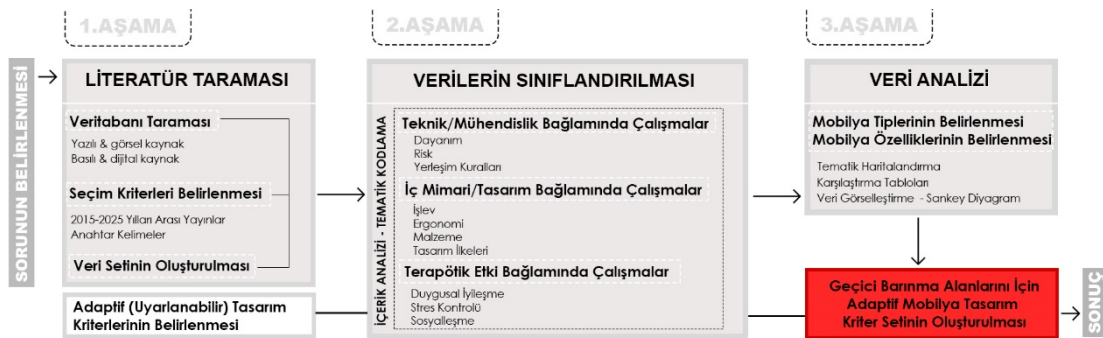 1.AŞAMA
2.AŞAMA
3.AŞAMA
SORUNUN BELİRLENMESİ
LİTERATÜR TARAMASI
Veritabanı Taraması
Yazılı & görsel kaynak
Basılı & dijital kaynak
Seçim Kriterleri Belirlenmesi
2015-2025 Yılları Arası Yayınlar
Anahtar Kelimeler
Veri Setinin Oluşturulması
Adaptif (Uyarlanabilir) Tasarım
Kriterlerinin Belirlenmesi
VERİLERİN SINIFLANDIRILMASI
İÇERİK ANALİZİ - TEMATİK KODLAMA
Teknik/Mühendislik Bağlamında Çalışmalar
Dayanım
Risk
Yerleşim Kuralları
İç Mimari/Tasarım Bağlamında Çalışmalar
İşlev
Ergonomi
Malzeme
Tasarım İlkeleri
Terapötik Etki Bağlamında Çalışmalar
Duygusal İyileşme
Stres Kontrolü
Sosyalleşme
VERİ ANALİZİ
Mobilya Tiplerinin Belirlenmesi
Mobilya Özelliklerinin Belirlenmesi
Tematik Haritalandırma
Karşılaştırma Tabloları
Veri Görselleştirme - Sankey Diyagram
Geçici Barınma Alanlarını İçin
Adaptif Mobilya Tasarım
Kriter Setinin Oluşturulması
SONUÇ